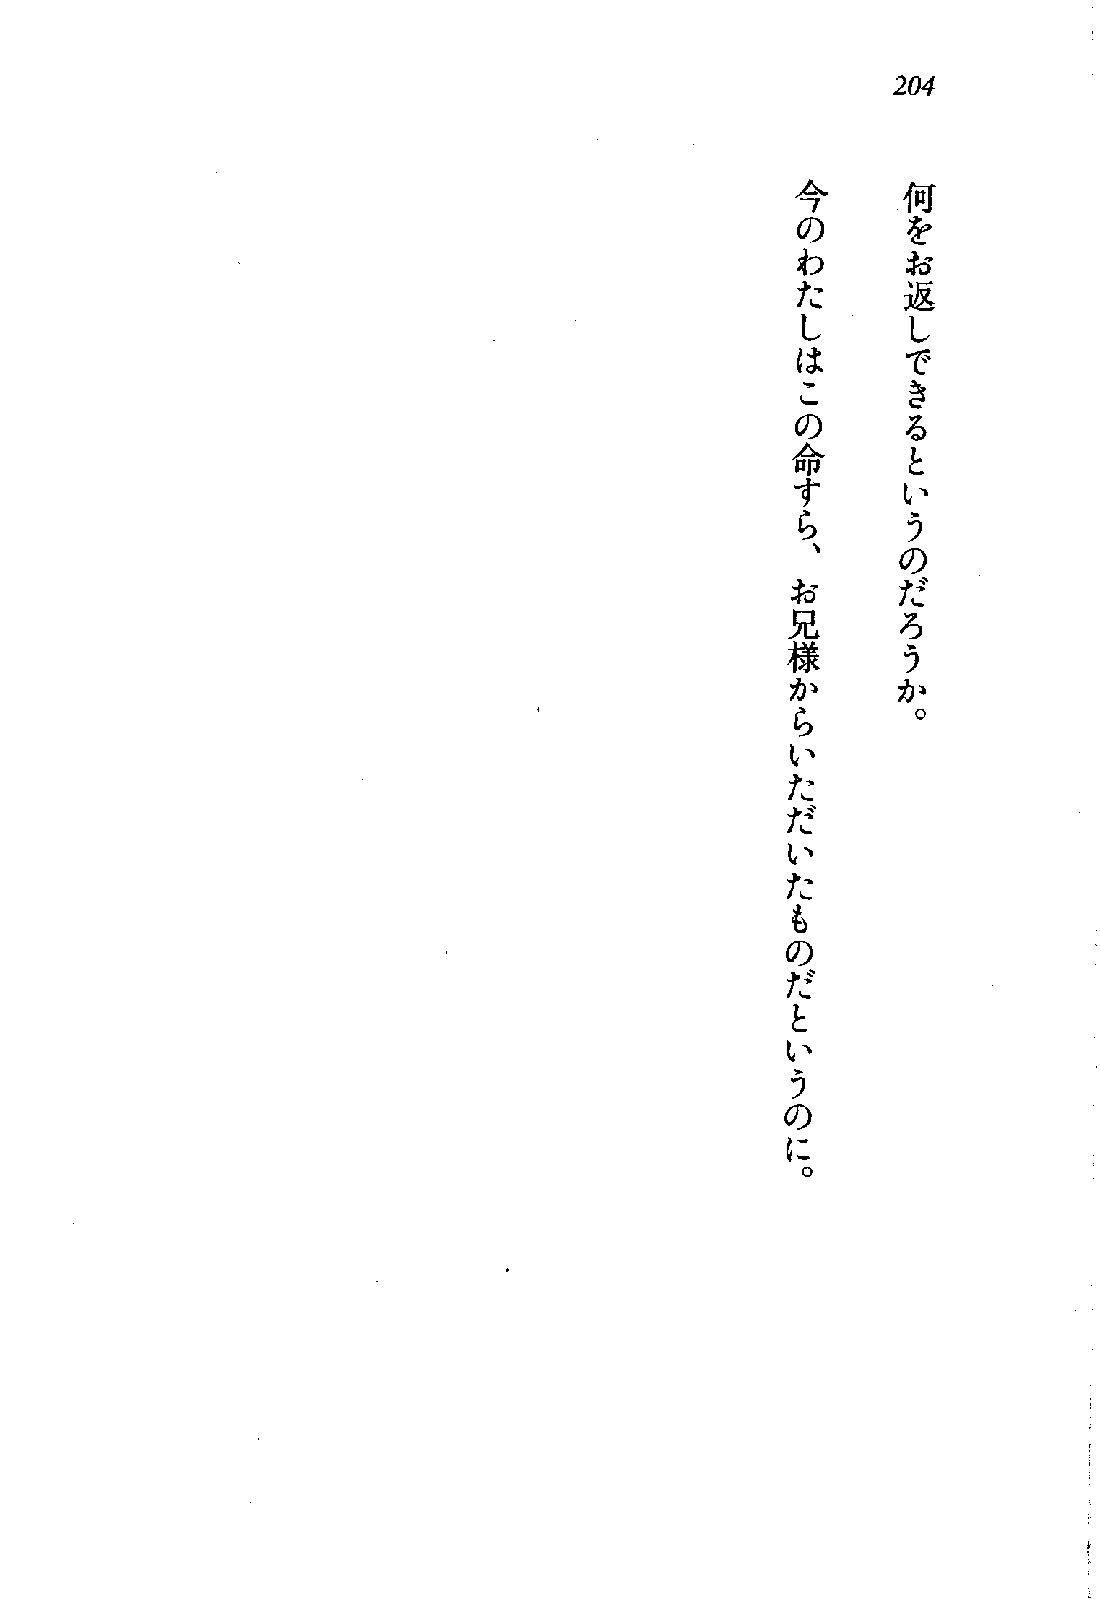 204
何をお返しできるというのだろうか。
今のわたしはこの命すら、お兄様からいただいたものだというのに。